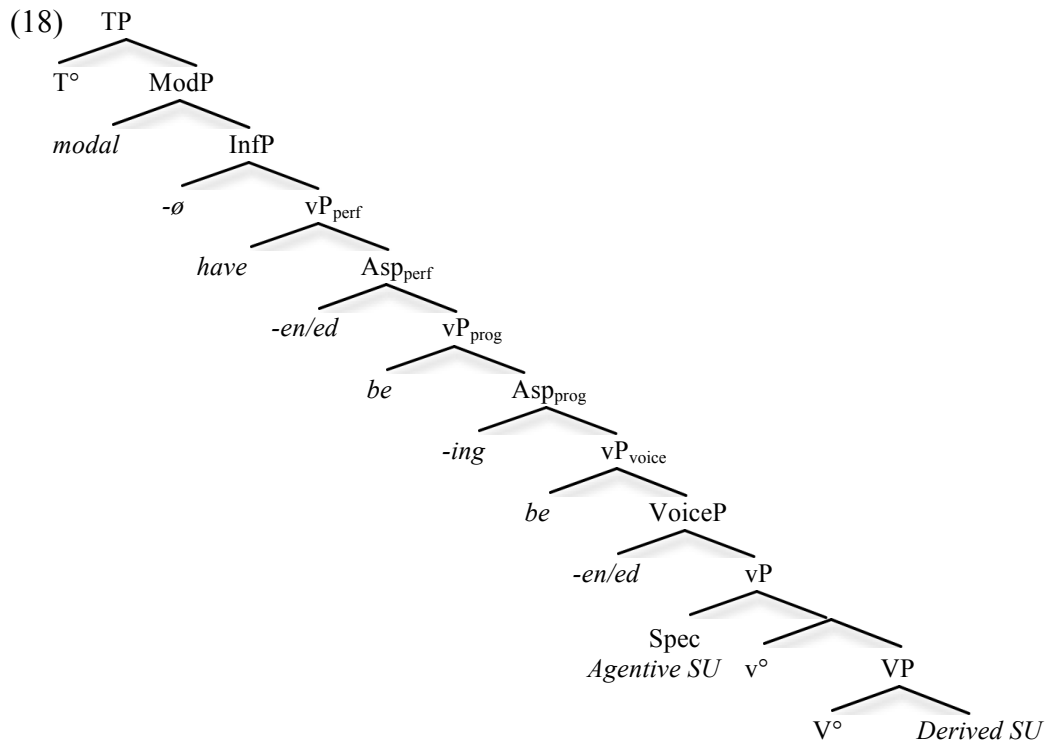 (18) TP
T° ModP
modal InfP
-ø vPperf
have Aspperf
-en/ed vPprog
be Aspprog
-ing vPvoice
be VoiceP
-en/ed vP
Spec
Agentive SU v° VP
V° Derived SU